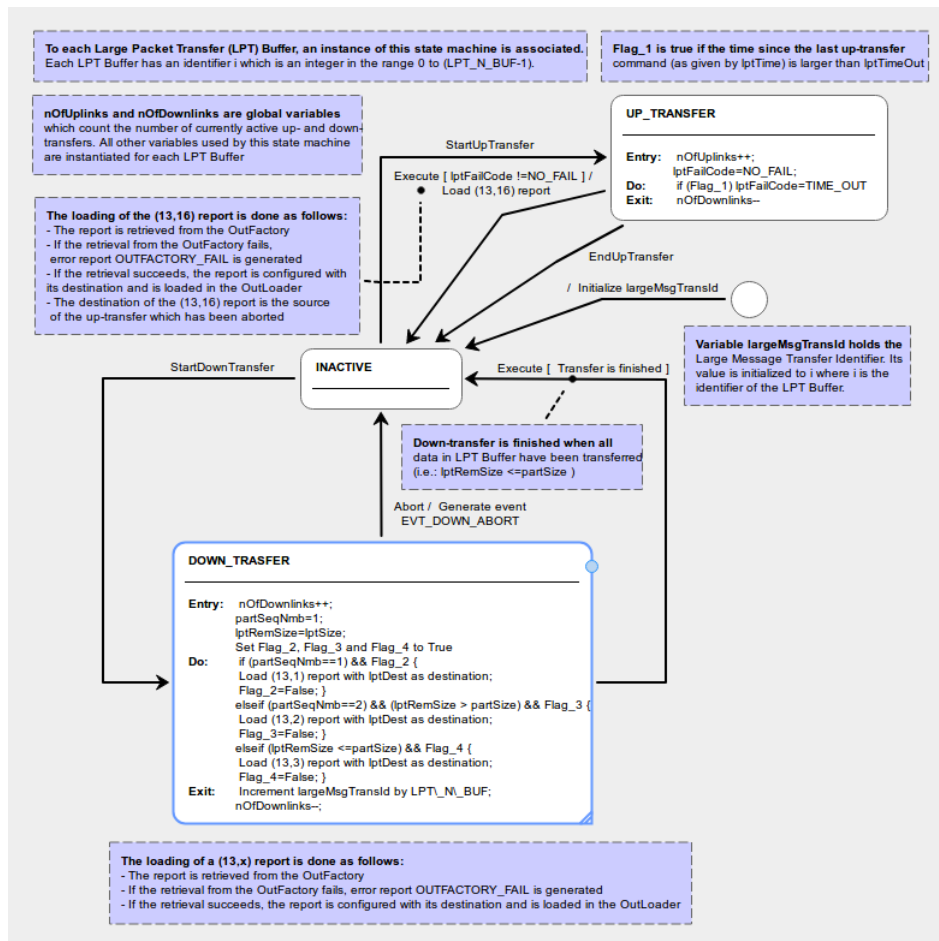 To each Large Packet Transfer (LPT) Buffer, an instance of this state machine is associated.
Each LPT Buffer has an identifier i which is an integer in the range 0 to (LPT_N_BUF-1).
Flag_1 is true if the time since the last up-transfer
command (as given by lptTime) is larger than lptTimeOut
nOfUplinks and nOfDownlinks are global variables
which count the number of currently active up- and down-
transfers. All other variables used by this state machine
are instantiated for each LPT Buffer
UP_TRANSFER
Entry: nOfUplinks++;
lptFailCode=NO_FAIL;
Do: if (Flag_1) lptFailCode=TIME_OUT
Exit: nOfDownlinks--
StartUpTransfer
Execute [ lptFailCode !=NO_FAIL ] /
Load (13,16) report
The loading of the (13,16) report is done as follows:
- The report is retrieved from the OutFactory
- If the retrieval from the OutFactory fails,
error report OUTFACTORY_FAIL is generated
- If the retrieval succeeds, the report is configured with
its destination and is loaded in the OutLoader
- The destination of the (13,16) report is the source
of the up-transfer which has been aborted
EndUpTransfer
/ Initialize largeMsgTransId
Variable largeMsgTransId holds the
Large Message Transfer Identifier. Its
value is initialized to i where i is the
identifier of the LPT Buffer.
StartDownTransfer
INACTIVE
Execute [ Transfer is finished ]
Down-transfer is finished when all
data in LPT Buffer have been transferred
(i.e.: lptRemSize <=partSize )
Abort / Generate event
EVT_DOWN_ABORT
DOWN_TRASFER
Entry: nOfDownlinks++;
partSeqNmb=1;
lptRemSize=lptSize;
Set Flag_2, Flag_3 and Flag_4 to True
Do: if (partSeqNmb==1) && Flag_2 {
Load (13,1) report with lptDest as destination;
Flag_2=False; }
elseif (partSeqNmb==2) && (lptRemSize > partSize) && Flag_3 {
Load (13,2) report with lptDest as destination;
Flag_3=False; }
elseif (lptRemSize <=partSize) && Flag_4 {
Load (13,3) report with lptDest as destination;
Flag_4=False; }
Exit: Increment largeMsgTransId by LPT\_N\_BUF;
nOfDownlinks--;
The loading of a (13,x) report is done as follows:
- The report is retrieved from the OutFactory
- If the retrieval from the OutFactory fails, error report OUTFACTORY_FAIL is generated
- If the retrieval succeeds, the report is configured with its destination and is loaded in the OutLoader